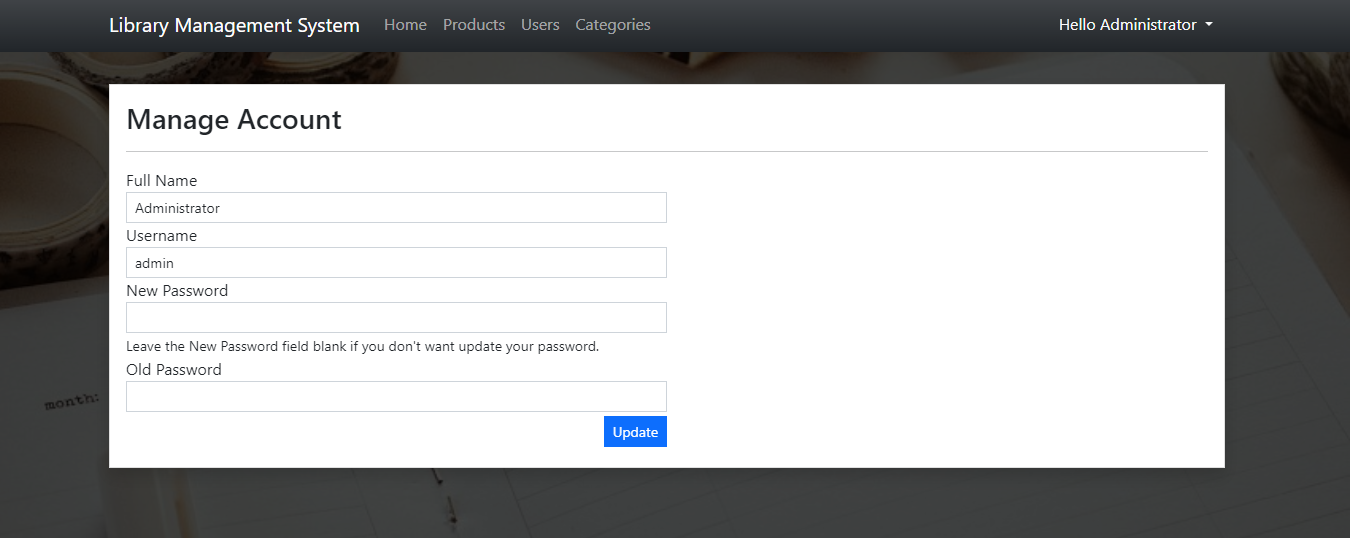 Library Management System Home Products Users Categories Hello Administrator
Manage Account
Full Name
Administrator
Username
admin
New Password
Leave the New Password field blank if you don't want update your password.
Old Password
month:
Update